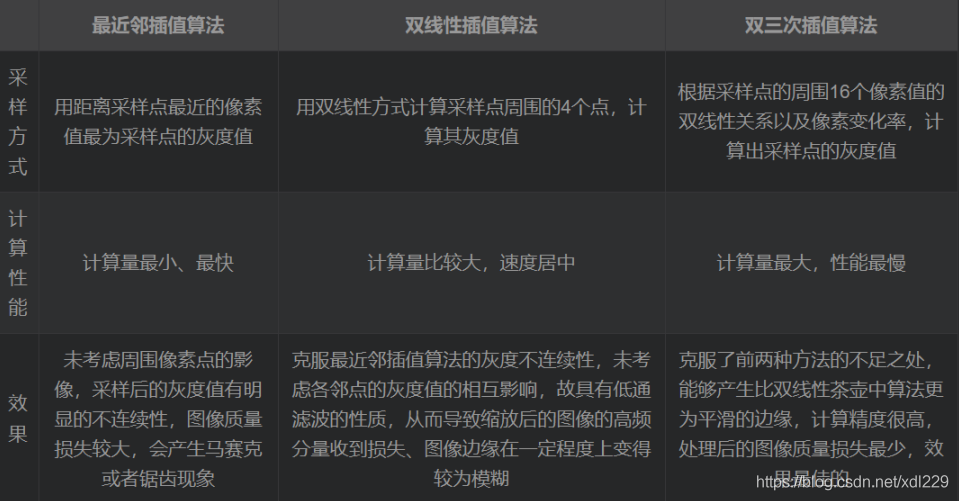 最近邻插值算法
双线性插值算法
双三次插值算法
采
样
方
式
用距离采样点最近的像素
值最为采样点的灰度值
用双线性方式计算采样点周围的4个点，计
算其灰度值
根据采样点的周围16个像素值的
双线性关系以及像素变化率，计
算出采样点的灰度值
计
算
性
能
计算量最小、最快
计算量比较大，速度居中
计算量最大，性能最慢
效
果
未考虑周围像素点的影
像，采样后的灰度值有明
显的不连续性，图像质量
损失较大，会产生马赛克
或者锯齿现象
克服最近邻插值算法的灰度不连续性，未考
虑各邻点的灰度值的相互影响，故具有低通
滤波的性质，从而导致缩放后的图像的高频
分量收到损失、图像边缘在一定程度上变得
较为模糊
克服了前两种方法的不足之处，
能够产生比双线性茶壶中算法更
为平滑的边缘，计算精度很高，
处理后的图像质量损失最少，效
果最佳的
https://blog.csdn.net/xdl229